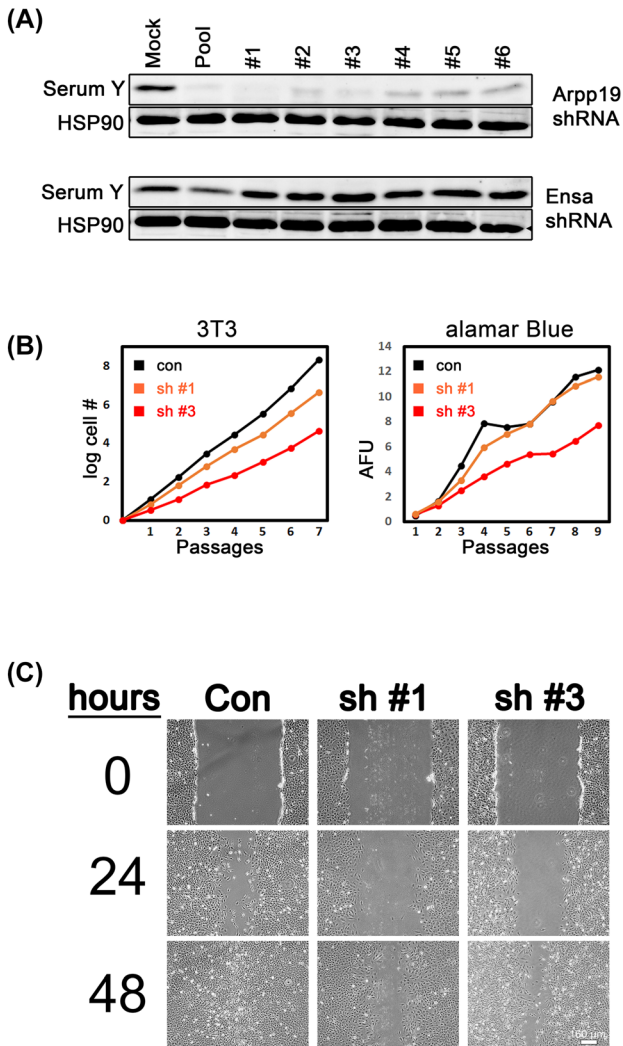 (A)
Mock Pool #1 #2 #3 #4 #5 #6
Serum Y
HSP90
Arpp19
shRNA
Serum Y
HSP90
Ensa
shRNA
(B)
3T3
log cell #
8
6
4
2
0
con
sh #1
sh #3
1 2 3 4 5 6 7
Passages
alamar Blue
AFU
14
12
10
8
6
4
2
0
con
sh #1
sh #3
1 2 3 4 5 6 7 8 9
Passages
(C)
hours Con sh #1 sh #3
0
24
48
160 µm